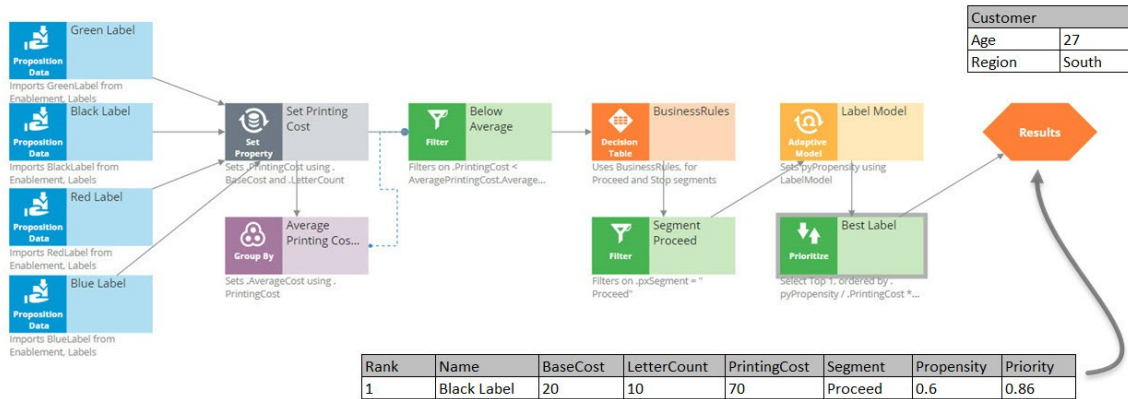 Green Label
Proposition
Data
Imports GreenLabel from
Enablement, Labels
Black Label
Proposition
Data
Imports BlackLabel from
Enablement, Labels
Red Label
Proposition
Data
Imports RedLabel from
Enablement, Labels
Blue Label
Proposition
Data
Imports BlueLabel from
Enablement, Labels
Set Printing
Cost
Set
Property
Sets .PrintingCost using .
BaseCost and .LetterCount
Average
Printing Cos...
Group By
Sets .AverageCost using .
PrintingCost
Below
Average
Filter
Filters on .PrintingCost <
AveragePrintingCost.Average...
BusinessRules
Decision
Table
Uses BusinessRules, for
Proceed and Stop segments
Segment
Proceed
Filter
Filters on .pxSegment = "
Proceed"
Label Model
Adaptive
Model
Sets pyPropensity using
LabelModel
Best Label
Prioritize
Select Top 1, ordered by .
pyPropensity / .PrintingCost *...
Results
Customer
Age 27
Region South
Rank Name BaseCost LetterCount PrintingCost Segment Propensity Priority
1 Black Label 20 10 70 Proceed 0.6 0.86